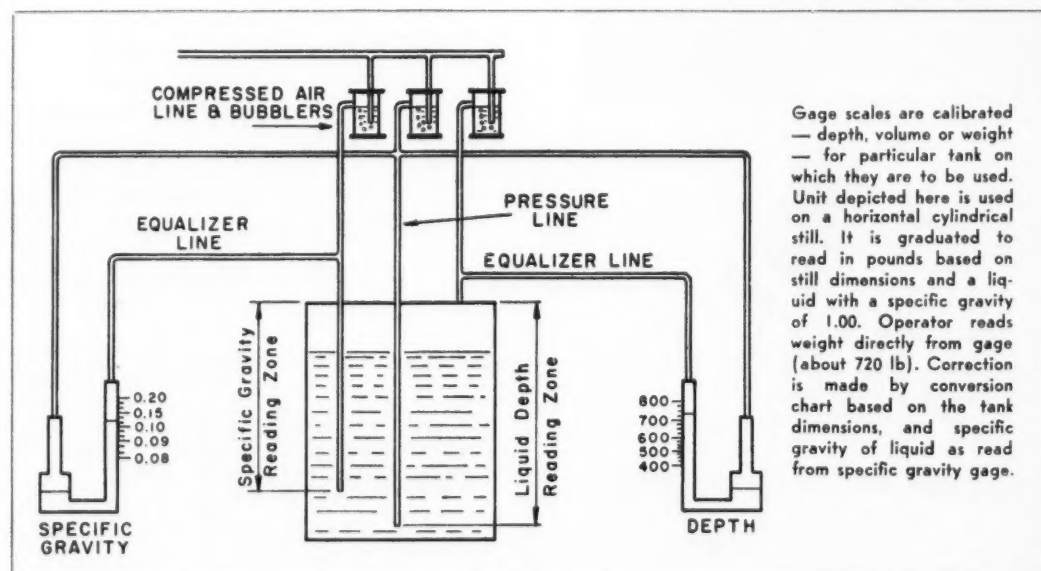 COMPRESSED AIR
LINE & BUBBLERS
EQUALIZER
LINE
PRESSURE
LINE
EQUALIZER LINE
Specific Gravity
Reading Zone
Liquid Depth
Reading Zone
0.20
0.15
0.10
0.09
0.08
800
700
600
500
400
SPECIFIC
GRAVITY
DEPTH
Gage scales are calibrated
— depth, volume or weight
— for particular tank on
which they are to be used.
Unit depicted here is used
on a horizontal cylindrical
still. It is graduated to
read in pounds based on
still dimensions and a liq-
uid with a specific gravity
of 1.00. Operator reads
weight directly from gage
(about 720 lb). Correction
is made by conversion
chart based on the tank
dimensions, and specific
gravity of liquid as read
from specific gravity gage.